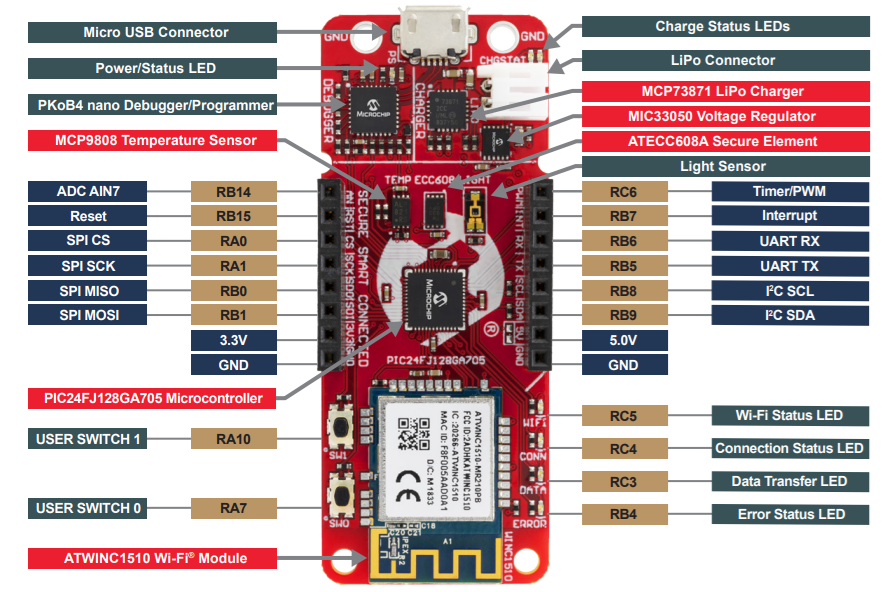 Micro USB Connector
Power/Status LED
PKoB4 nano Debugger/Programmer
MCP9808 Temperature Sensor
Charge Status LEDs
LiPo Connector
MCP73871 LiPo Charger
MIC33050 Voltage Regulator
ATECC608A Secure Element
Light Sensor
GND
GND
PS
CHGSTAT
DEBUGGER
CHARGER
MICROCHIP
TEMP ECC608 LIGHT
ADC AIN7 RB14
Reset RB15
SPI CS RA0
SPI SCK RA1
SPI MISO RB0
SPI MOSI RB1
3.3V
GND
RC6 Timer/PWM
RB7 Interrupt
RB6 UART RX
RB5 UART TX
RB8 I²C SCL
RB9 I²C SDA
5.0V
GND
AN|RST|CS|SCK|SDO|SDI|3V3|GND
SECURE SMART CONNECTED
PWM|INT|RX|TX|SCL|SDA|5V|GND
MICROCHIP
®
PIC24FJ128GA705
PIC24FJ128GA705 Microcontroller
USER SWITCH 1 RA10
USER SWITCH 0 RA7
ATWINC1510 Wi-Fi® Module
SW1
SW0
RC5 Wi-Fi Status LED
RC4 Connection Status LED
RC3 Data Transfer LED
RB4 Error Status LED
WIFI
CONN
DATA
ERROR
ATWINC1510-MR210PB
FCC ID:2ADHKATWINC1510
IC :20266-ATWINC1510
MAC ID: F8F005AAD0A1
D/C: M 1833
CE
C18
C20 C21
A1
WINC1510